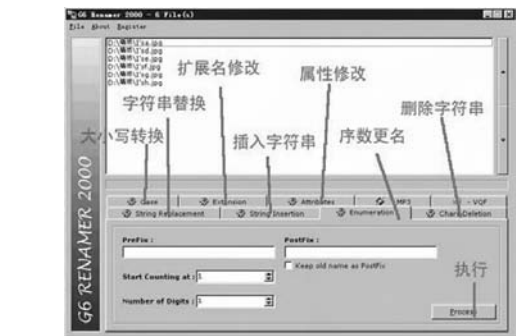 G6 Renamer 2000 - 6 File(s)
File About Register
扩展名修改
属性修改
字符串替换
删除字符串
大小写转换
插入字符串
序数更名
Case
Extension
Attributes
MP3
- VQF
String Replacement
String Insertion
Enumeration
Chars Deletion
PreFix :
PostFix :
Keep old name as PostFix
Start Counting at : 1
执行
Number of Digits : 1
Process
G6 RENAMER 2000